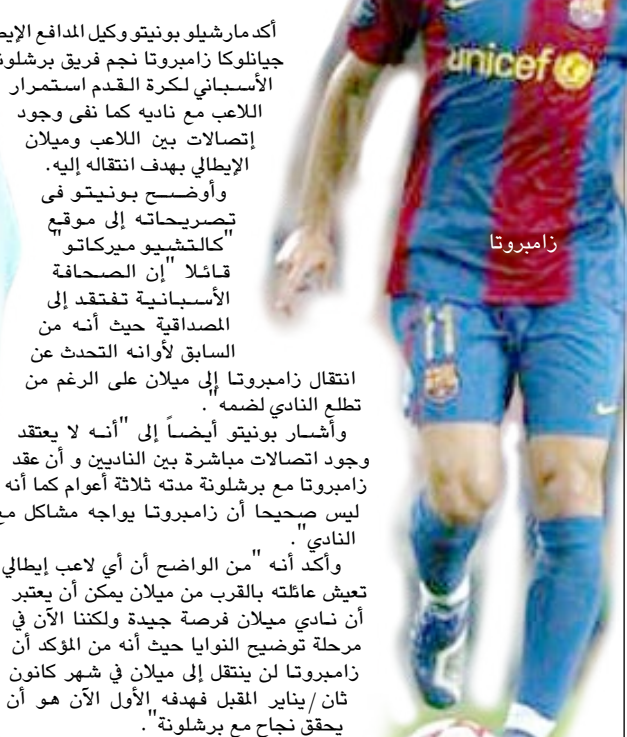 أكد مارشيلو بونيتو وكيل المدافع
جيانلوكا زامبروتا نجم فريق
الأسباني لكرة القدم استمرار
اللاعب مع ناديه كما نفى وجود
إتصالات بين اللاعب وميلان
الإيطالي بهدف انتقاله إليه.
وأوضح بونيتو فى
تصريحاته إلى موقع
"كالتشيو ميركاتو"
قائلا "إن الصحافة
الأسبانية تفتقد إلى
المصداقية حيث أنه من
السابق لأوانه التحدث عن
انتقال زامبروتا إلى ميلان على الرغم من
تطلع النادي لضمه".
وأشار بونيتو أيضاً إلى "أنه لا يعتقد
وجود اتصالات مباشرة بين الناديين و أن عقد
زامبروتا مع برشلونة مدته ثلاثة أعوام كما أنه
ليس صحيحا أن زامبروتا يواجه مشاكل مع
النادي".
وأكد أنه "من الواضح أن أي لاعب إيطالي
تعيش عائلته بالقرب من ميلان يمكن أن يعتبر
أن نادي ميلان فرصة جيدة ولكننا الآن في
مرحلة توضيح النوايا حيث أنه من المؤكد أن
زامبروتا لن ينتقل إلى ميلان في شهر كانون
ثان/يناير المقبل فهدفه الأول الآن هو أن
يحقق نجاح مع برشلونة".
unicef
زامبروتا
11